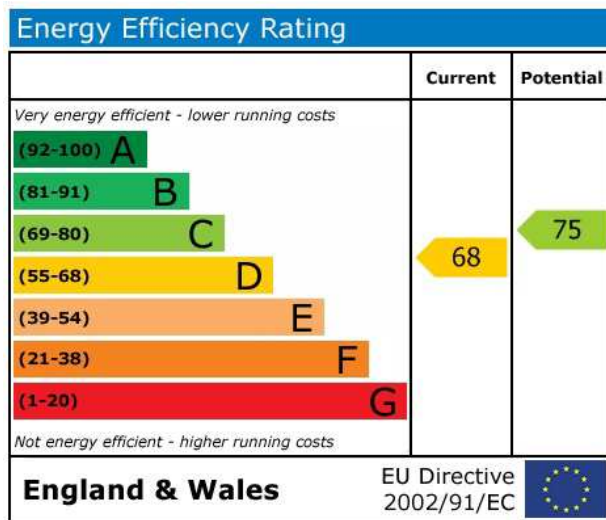 Energy Efficiency Rating
Current Potential
Very energy efficient - lower running costs
(92-100) A
(81-91) B
(69-80) C
75
(55-68) D
68
(39-54) E
(21-38) F
(1-20) G
Not energy efficient - higher running costs
England & Wales
EU Directive
2002/91/EC